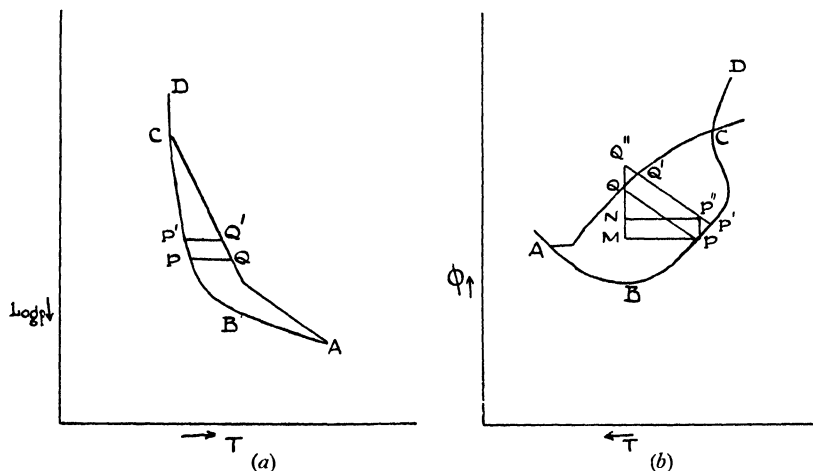 D
C
P' Q'
P Q
B'
A
Log p ↓
→ T
(a)
D
C
Q''
Q'
Q
N P''
P'
M P
A
B
Φ ↑
← T
(b)